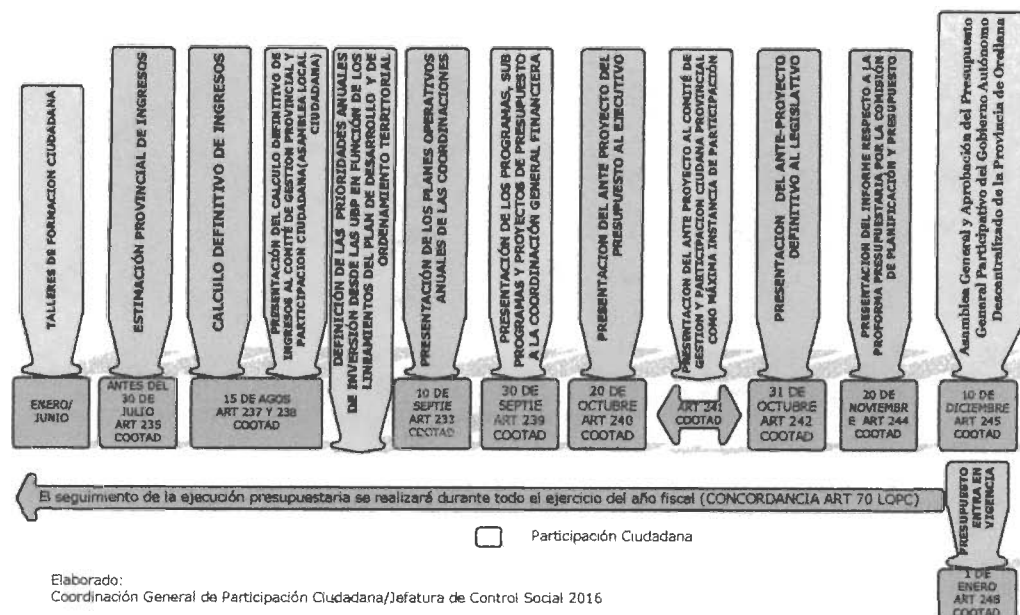 TALLERES DE FORMACION CIUDADANA
ESTIMACIÓN PROVINCIAL DE INGRESOS
CALCULO DEFINITIVO DE INGRESOS
PRESENTACIÓN DEL CALCULO DEFINITIVO DE
INGRESOS AL COMITÉ DE GESTION PROVINCIAL Y
PARTICIPACION CIUDADANA(ASAMBLEA LOCAL
CIUDADANA)
DEFINICIÓN DE LAS PRIORIDADES ANUALES
DE INVERSIÓN DESDE LAS UBP EN FUNCIÓN DE LOS
LINEAMIENTOS DEL PLAN DE DESARROLLO Y DE
ORDENAMIENTO TERRITORIAL
PRESENTACIÓN DE LOS PLANES OPERATIVOS
ANUALES DE LAS COORDINACIONES
PRESENTACIÓN DE LOS PROGRAMAS, SUB
PROGRAMAS Y PROYECTOS DE PRESUPUESTO
A LA COORDINACIÓN GENERAL FINANCIERA
PRESENTACION DEL ANTE PROYECTO DEL
PRESUPUESTO AL EJECUTIVO
PRESENTACION DEL ANTE PROYECTO AL COMITÉ DE
GESTION Y PARTICIPACION CIUDANA PROVINCIAL
COMO MÁXIMA INSTANCIA DE PARTICIPACIÓN
PRESENTACION DEL ANTE-PROYECTO
DEFINITIVO AL LEGISLATIVO
PRESENTACION DEL INFORME RESPECTO A LA
PROFORMA PRESUPUESTARIA POR LA COMISIÓN
DE PLANIFICACIÓN Y PRESUPUESTO
Asamblea General y Aprobación del Presupuesto
General Participativo del Gobierno Autónomo
Descentralizado de la Provincia de Orellana
ENERO/
JUNIO
ANTES DEL
30 DE
JULIO
ART 235
COOTAD
15 DE AGOS
ART 237 Y 238
COOTAD
10 DE
SEPTIE
ART 233
COOTAD
30 DE
SEPTIE
ART 239
COOTAD
20 DE
OCTUBRE
ART 240
COOTAD
ART 241
COOTAD
31 DE
OCTUBRE
ART 242
COOTAD
20 DE
NOVIEMBR
E ART 244
COOTAD
10 DE
DICIEMBRE
ART 245
COOTAD
El seguimiento de la ejecución presupuestaria se realizará durante todo el ejercicio del año fiscal (CONCORDANCIA ART 70 LOPC)
PRESUPUESTO
ENTRA EN
VIGENCIA
1 DE
ENERO
ART 248
COOTAD
Participación Ciudadana
Elaborado:
Coordinación General de Participación Ciudadana/Jefatura de Control Social 2016